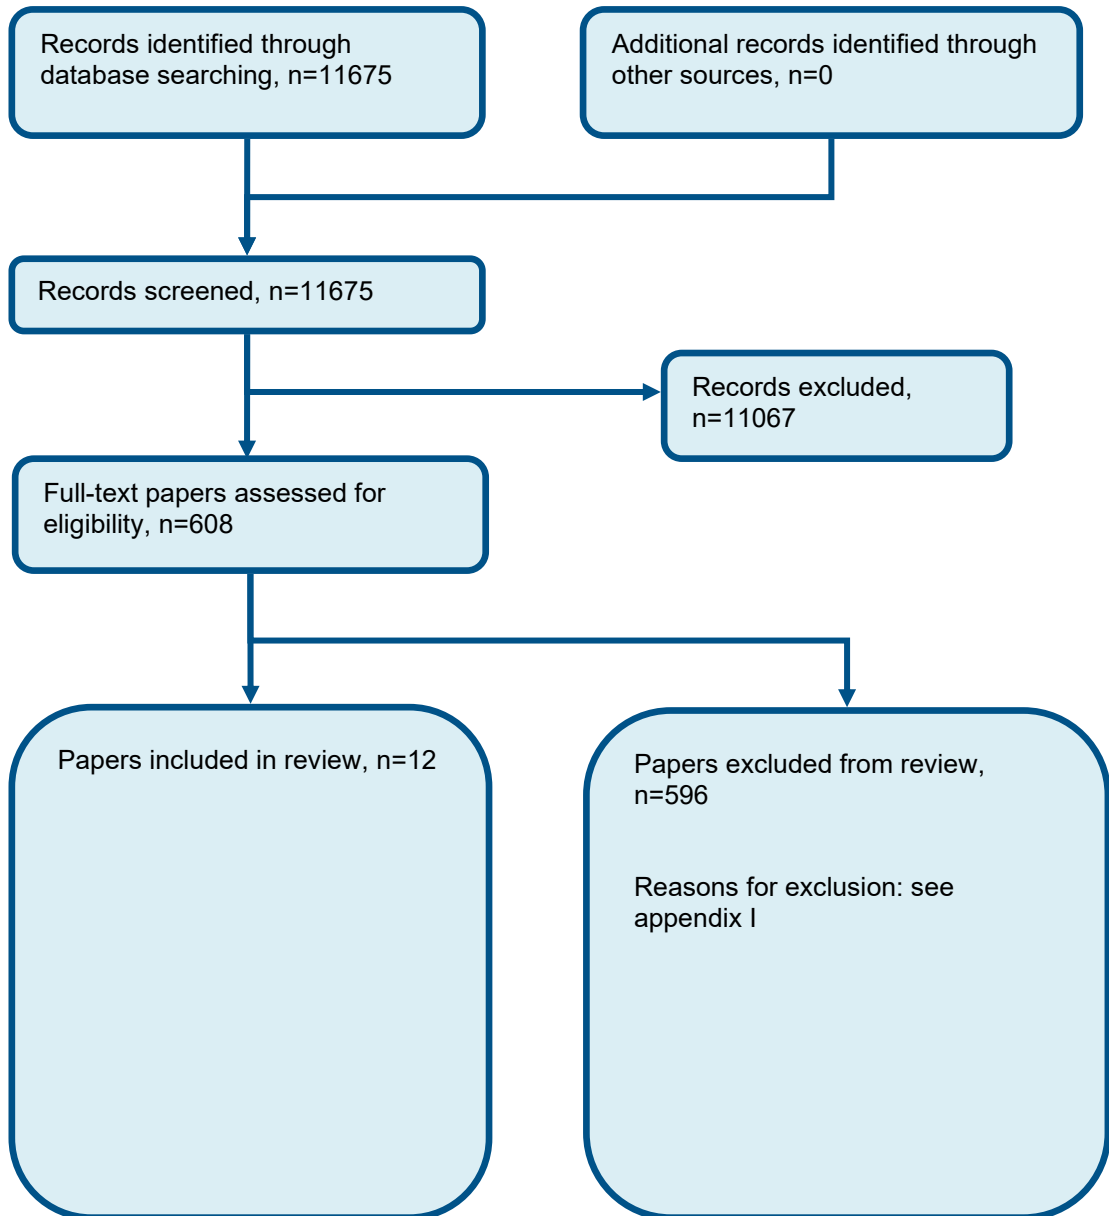 Records identified through
database searching, n=11675
Additional records identified through
other sources, n=0
Records screened, n=11675
Records excluded,
n=11067
Full-text papers assessed for
eligibility, n=608
Papers included in review, n=12
Papers excluded from review,
n=596
Reasons for exclusion: see
appendix I